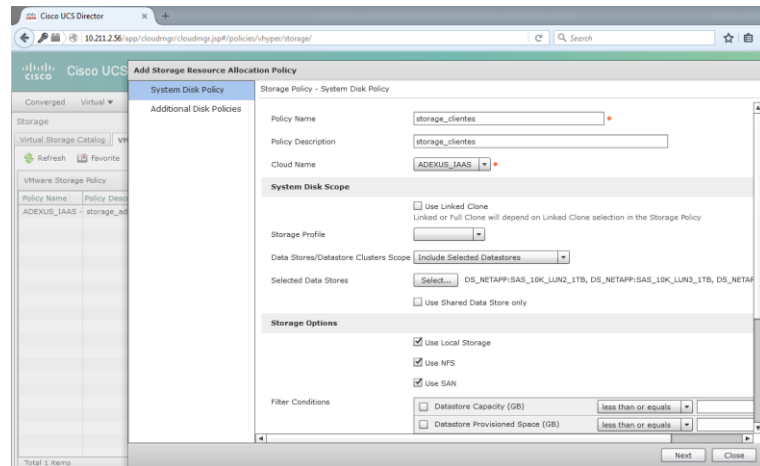 Cisco UCS Director
10.211.2.56/app/cloudmgr/cloudmgr.jsp#/policies/vhyper/storage/
Search
cisco
Cisco UCS
Converged Virtual
Storage
Virtual Storage Catalog
Refresh Favorite
VMware Storage Policy
Policy Name Policy Desc
ADEXUS_IAAS - storage_ad
Total 1 items
Add Storage Resource Allocation Policy
System Disk Policy
Additional Disk Policies
Storage Policy - System Disk Policy
Policy Name storage_clientes
Policy Description storage_clientes
Cloud Name ADEXUS_IAAS
System Disk Scope
Use Linked Clone
Linked or Full Clone will depend on Linked Clone selection in the Storage Policy
Storage Profile
Data Stores/Datastore Clusters Scope Include Selected Datastores
Selected Data Stores Select... DS_NETAPP:SAS_10K_LUN2_1TB, DS_NETAPP:SAS_10K_LUN3_1TB, DS_NETAF
Use Shared Data Store only
Storage Options
Use Local Storage
Use NFS
Use SAN
Filter Conditions
Datastore Capacity (GB) less than or equals
Datastore Provisioned Space (GB) less than or equals
Next Close